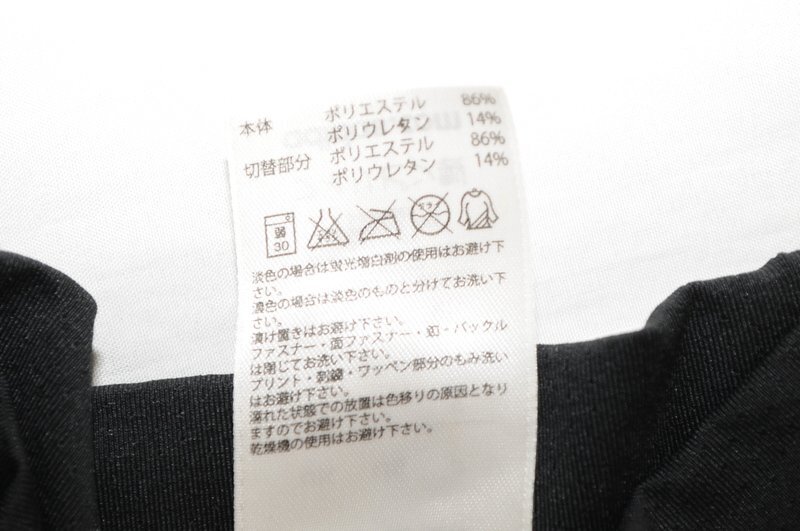 本体 ポリエステル 86%
ポリウレタン 14%
切替部分 ポリエステル 86%
ポリウレタン 14%
弱
30
淡色の場合は蛍光増白剤の使用はお避け下
さい。
濃色の場合は淡色のものと分けてお洗い下
さい。
漬け置きはお避け下さい。
ファスナー・面ファスナー・釦・バックル
は閉じてお洗い下さい。
プリント・刺繍・ワッペン部分のもみ洗い
はお避け下さい。
濡れた状態での放置は色移りの原因となり
ますのでお避け下さい。
乾燥機の使用はお避け下さい。